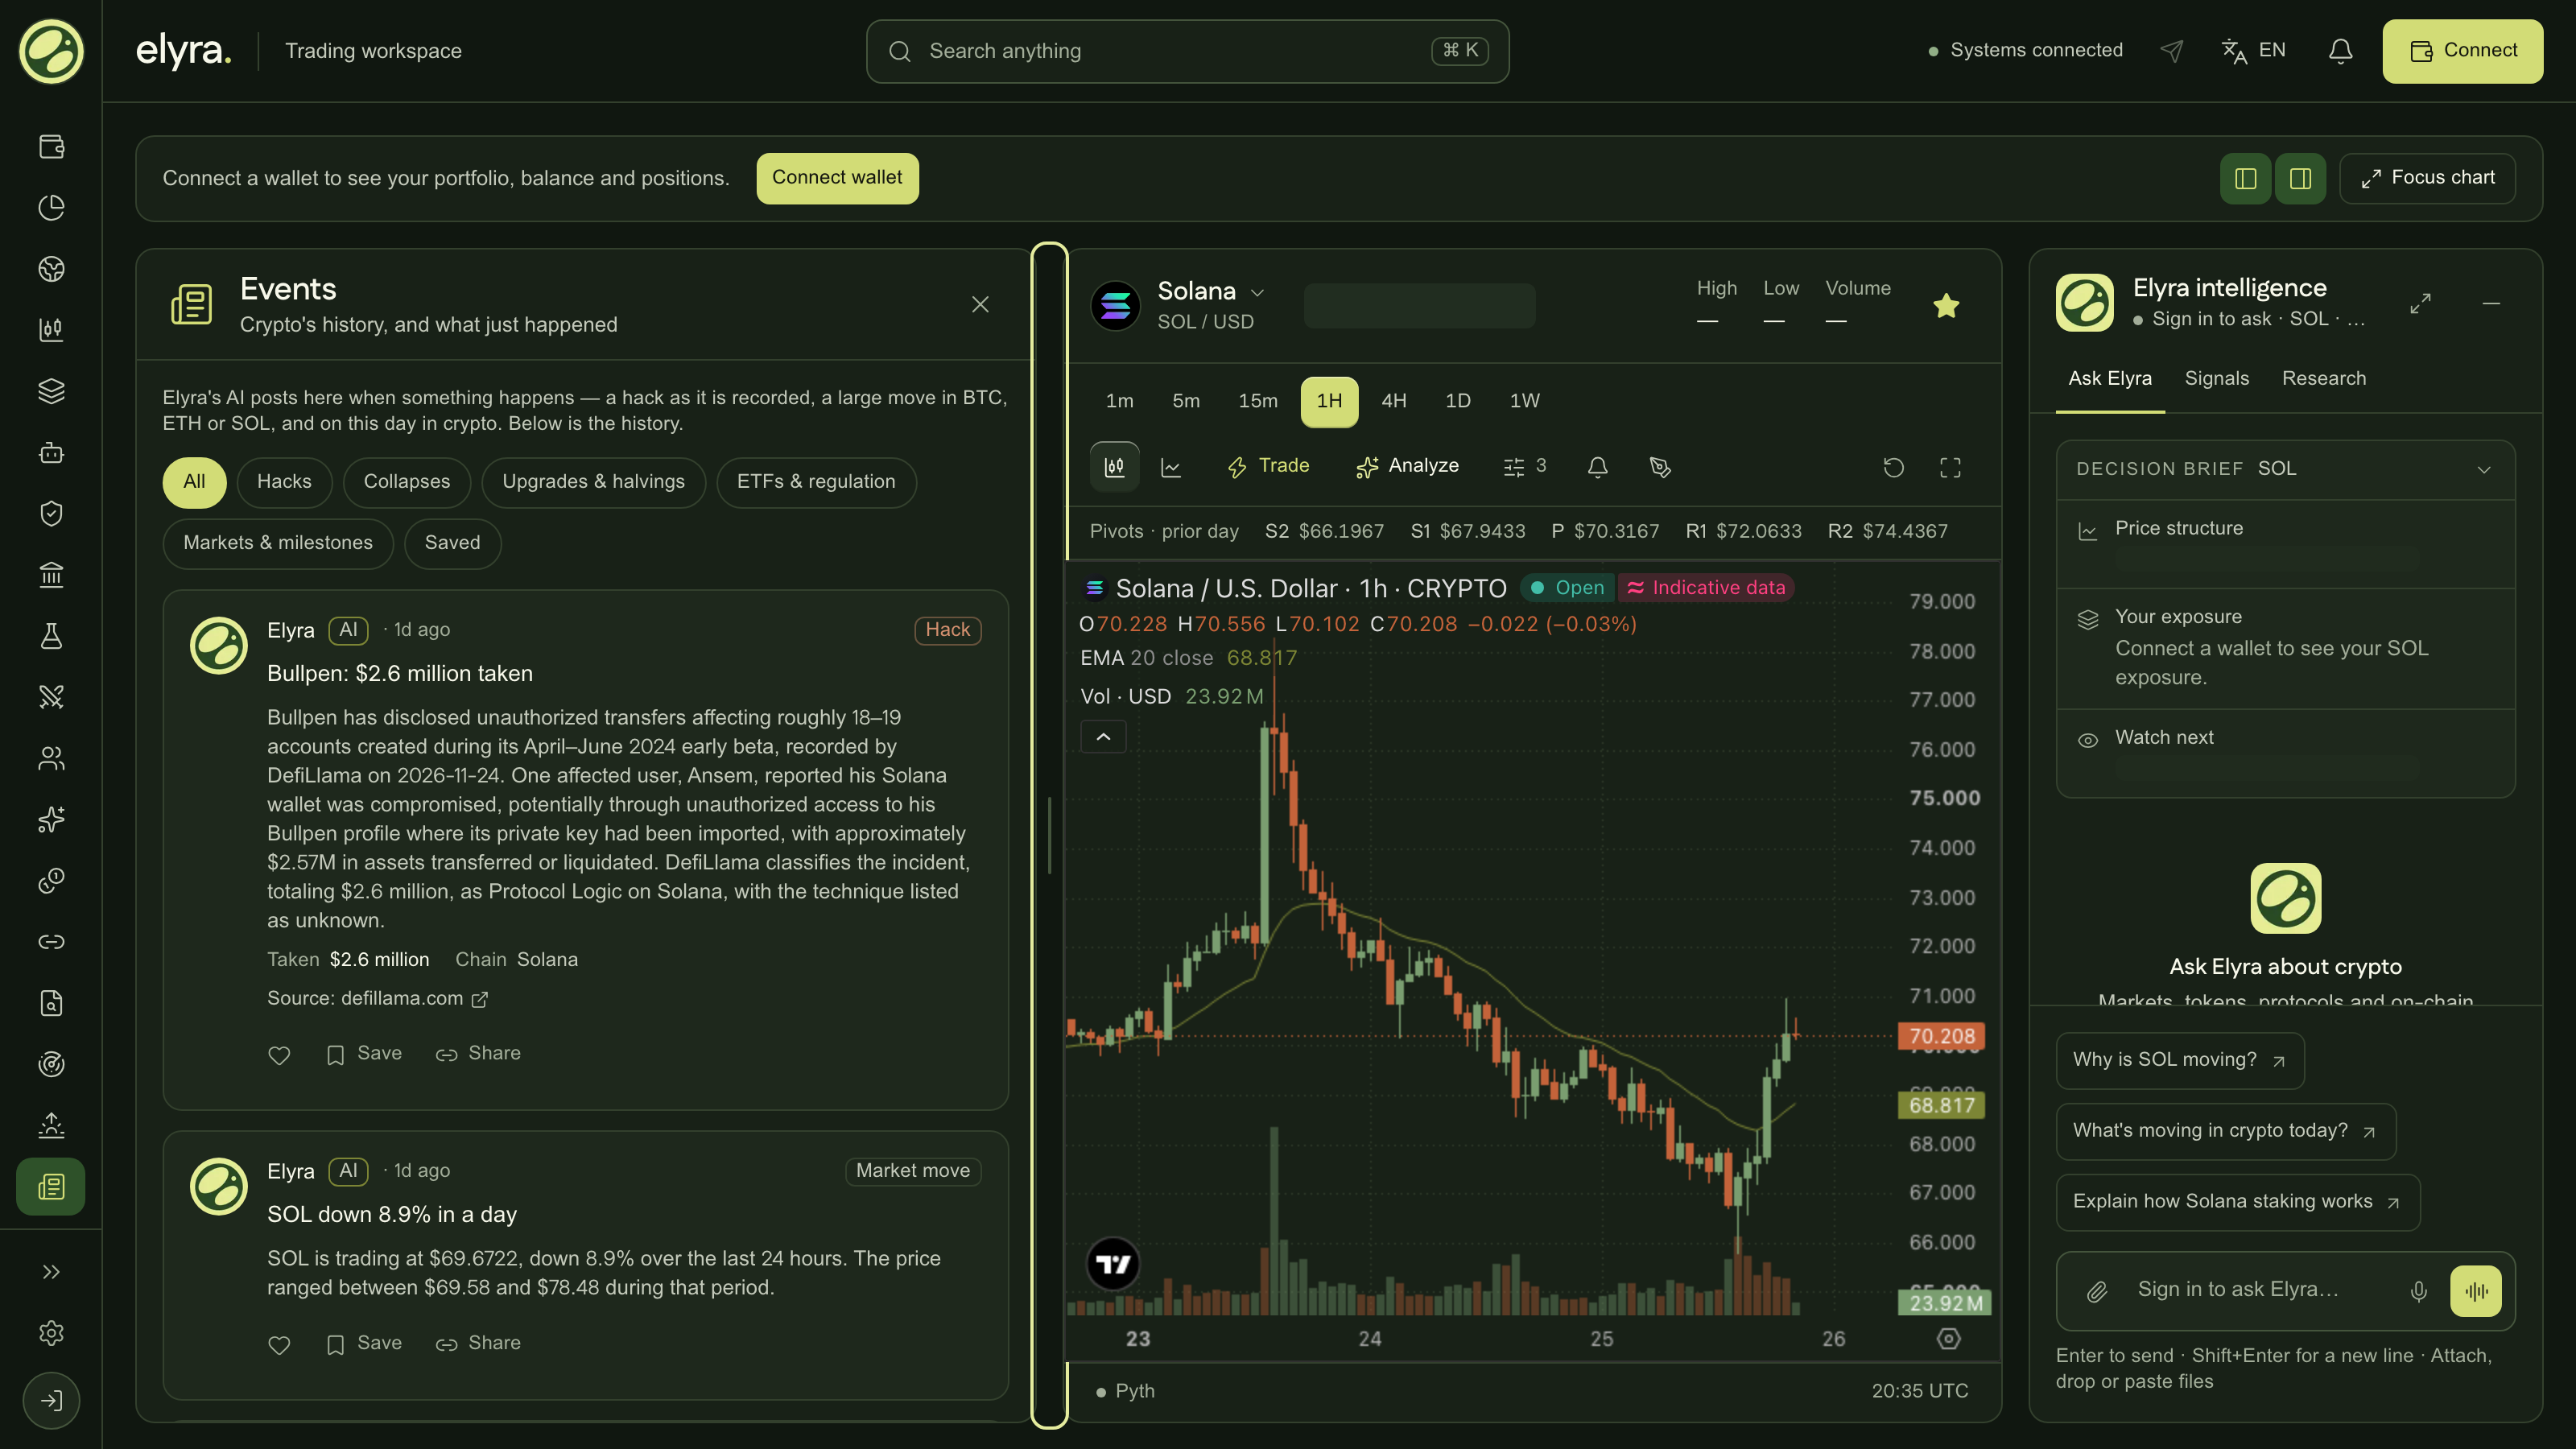 elyra.
Trading workspace
Search anything
⌘ K
Systems connected
EN
Connect
Connect a wallet to see your portfolio, balance and positions.
Connect wallet
Focus chart
Events
Crypto's history, and what just happened
Elyra's AI posts here when something happens — a hack as it is recorded, a large move in BTC,
ETH or SOL, and on this day in crypto. Below is the history.
All
Hacks
Collapses
Upgrades & halvings
ETFs & regulation
Markets & milestones
Saved
Elyra AI · 1d ago
Hack
Bullpen: $2.6 million taken
Bullpen has disclosed unauthorized transfers affecting roughly 18–19
accounts created during its April–June 2024 early beta, recorded by
DefiLlama on 2026-11-24. One affected user, Ansem, reported his Solana
wallet was compromised, potentially through unauthorized access to his
Bullpen profile where its private key had been imported, with approximately
$2.57M in assets transferred or liquidated. DefiLlama classifies the incident,
totaling $2.6 million, as Protocol Logic on Solana, with the technique listed
as unknown.
Taken $2.6 million Chain Solana
Source: defillama.com
Save
Share
Elyra AI · 1d ago
Market move
SOL down 8.9% in a day
SOL is trading at $69.6722, down 8.9% over the last 24 hours. The price
ranged between $69.58 and $78.48 during that period.
Save
Share
Solana
SOL / USD
High
—
Low
—
Volume
—
1m 5m 15m 1H 4H 1D 1W
Trade
Analyze
3
Pivots · prior day S2 $66.1967 S1 $67.9433 P $70.3167 R1 $72.0633 R2 $74.4367
Solana / U.S. Dollar · 1h · CRYPTO
Open
Indicative data
O70.228 H70.556 L70.102 C70.208 −0.022 (−0.03%)
EMA 20 close 68.817
Vol · USD 23.92 M
79.000
78.000
77.000
76.000
75.000
74.000
73.000
72.000
71.000
70.208
68.817
68.000
67.000
66.000
23.92 M
23 24 25 26
Pyth
20:35 UTC
Elyra intelligence
Sign in to ask · SOL · …
Ask Elyra
Signals
Research
DECISION BRIEF SOL
Price structure
Your exposure
Connect a wallet to see your SOL
exposure.
Watch next
Ask Elyra about crypto
Markets, tokens, protocols and on-chain
Why is SOL moving?
What's moving in crypto today?
Explain how Solana staking works
Sign in to ask Elyra…
Enter to send · Shift+Enter for a new line · Attach,
drop or paste files